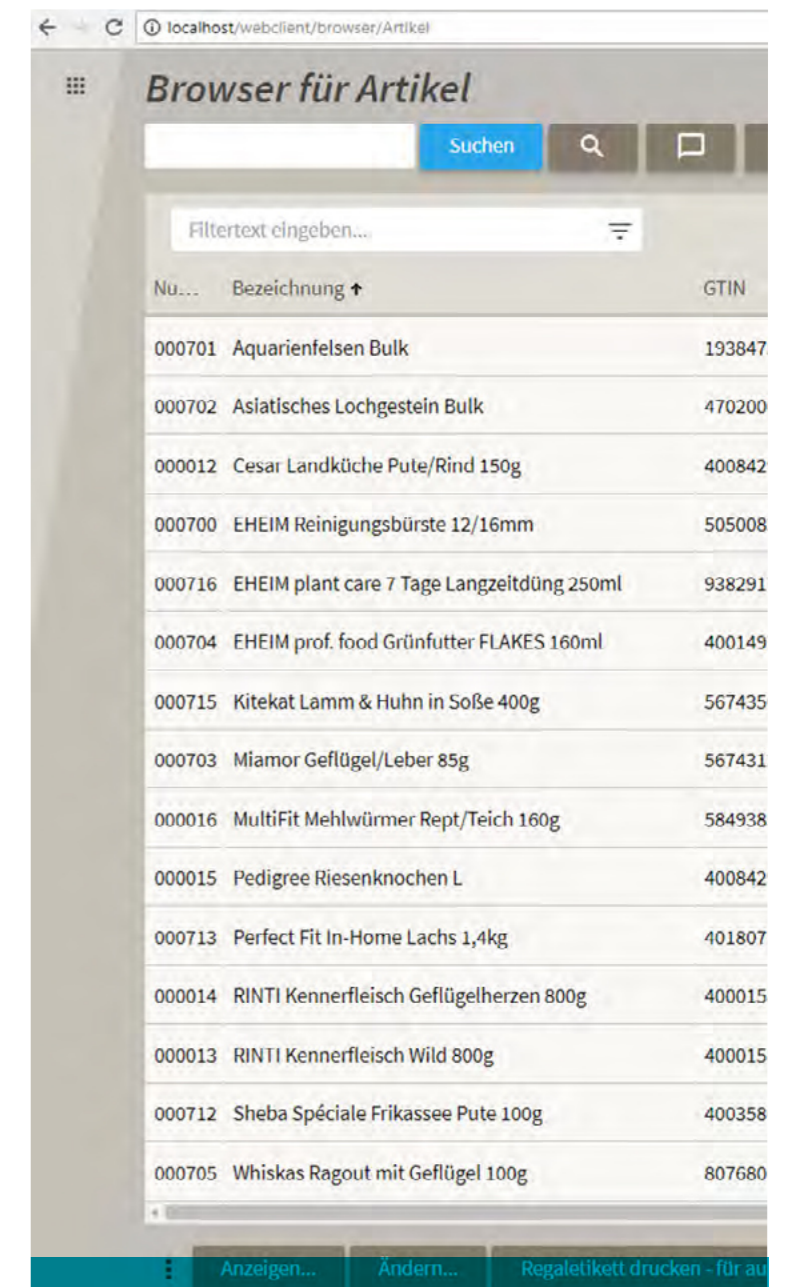 localhost/webclient/browser/Artikel
Browser für Artikel
Suchen
Filtertext eingeben...
Nu... Bezeichnung ↑ GTIN
000701 Aquarienfelsen Bulk 193847
000702 Asiatisches Lochgestein Bulk 470200
000012 Cesar Landküche Pute/Rind 150g 400842
000700 EHEIM Reinigungsbürste 12/16mm 505008
000716 EHEIM plant care 7 Tage Langzeitdüng 250ml 938291
000704 EHEIM prof. food Grünfutter FLAKES 160ml 400149
000715 Kitekat Lamm & Huhn in Soße 400g 567435
000703 Miamor Geflügel/Leber 85g 567431
000016 MultiFit Mehlwürmer Rept/Teich 160g 584938
000015 Pedigree Riesenknochen L 400842
000713 Perfect Fit In-Home Lachs 1,4kg 401807
000014 RINTI Kennerfleisch Geflügelherzen 800g 400015
000013 RINTI Kennerfleisch Wild 800g 400015
000712 Sheba Spéciale Frikassee Pute 100g 400358
000705 Whiskas Ragout mit Geflügel 100g 807680
Anzeigen... Ändern... Regaletikett drucken - für au